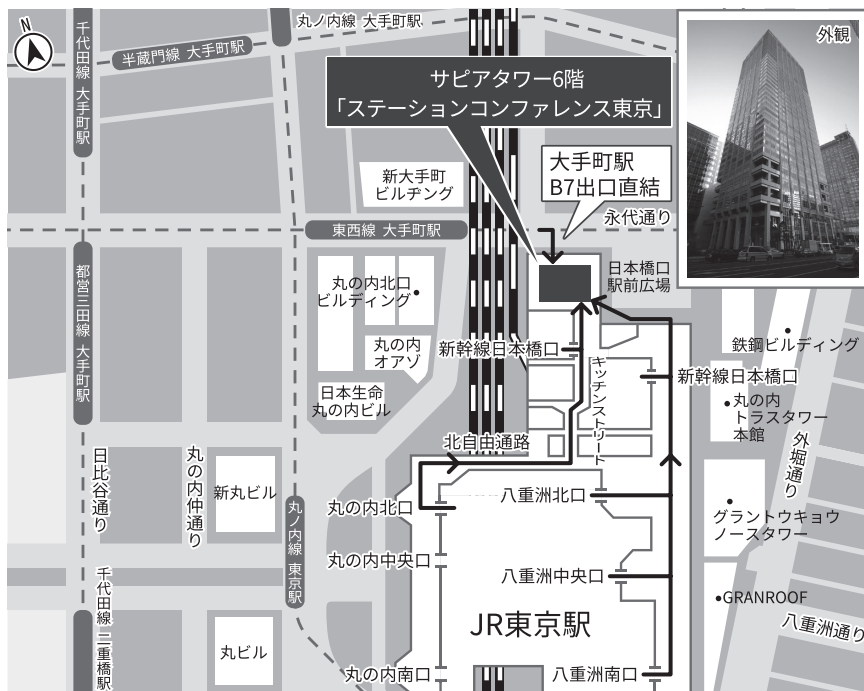 N
丸ノ内線 大手町駅
千代田線 大手町駅
半蔵門線 大手町駅
外観
サピアタワー6階
「ステーションコンファレンス東京」
新大手町
ビルヂング
大手町駅
B7出口直結
永代通り
東西線 大手町駅
都営三田線 大手町駅
丸の内北口
ビルディング
日本橋口
駅前広場
丸の内
オアゾ
新幹線日本橋口
鉄鋼ビルディング
日本生命
丸の内ビル
キッチンストリート
新幹線日本橋口
丸の内
トラスタワー
本館
北自由通路
外堀通り
日比谷通り
丸の内仲通り
新丸ビル
丸の内北口
八重洲北口
グラントウキョウ
ノースタワー
丸ノ内線 東京駅
丸の内中央口
八重洲中央口
千代田線 二重橋駅
GRANROOF
JR東京駅
八重洲通り
丸ビル
丸の内南口
八重洲南口